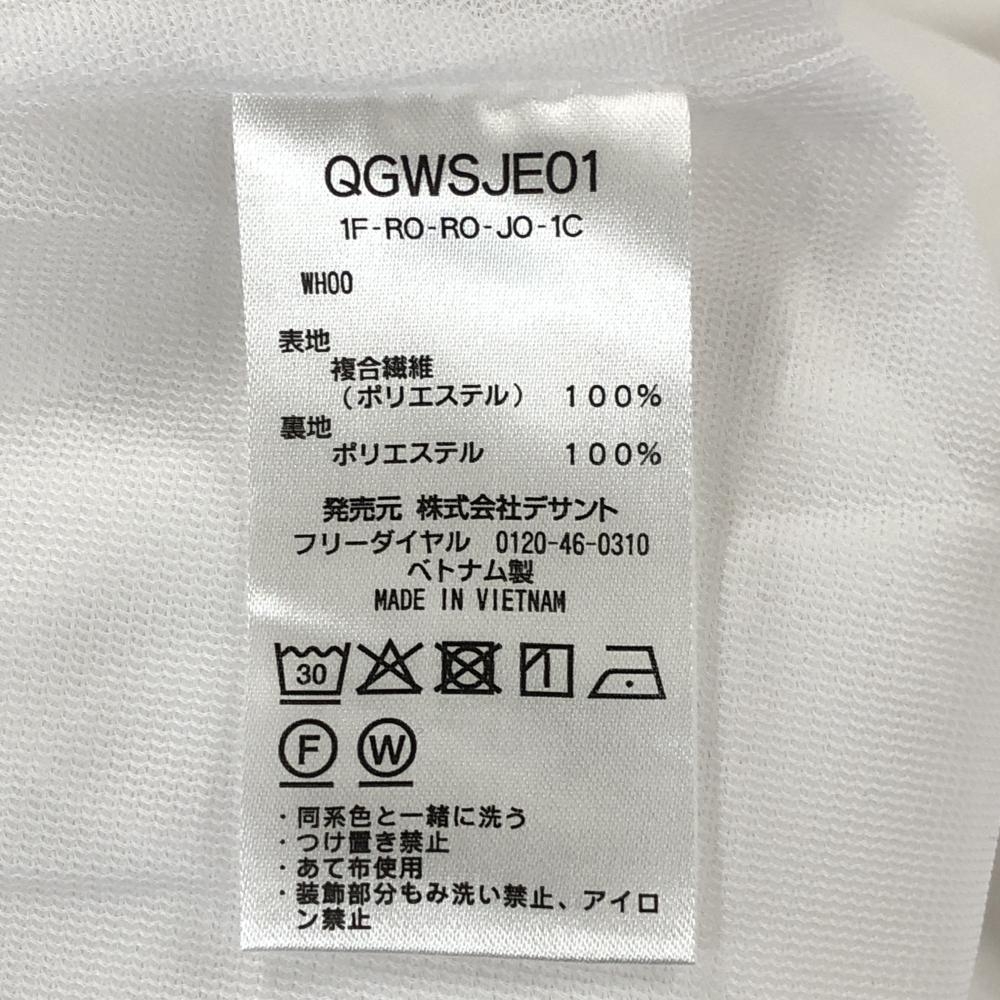 QGWSJE01
1F-RO-RO-JO-1C
WH00
表地
複合繊維
（ポリエステル） １００％
裏地
ポリエステル １００％
発売元 株式会社デサント
フリーダイヤル 0120-46-0310
ベトナム製
MADE IN VIETNAM
30
F W
・同系色と一緒に洗う
・つけ置き禁止
・あて布使用
・装飾部分もみ洗い禁止、アイロ
ン禁止